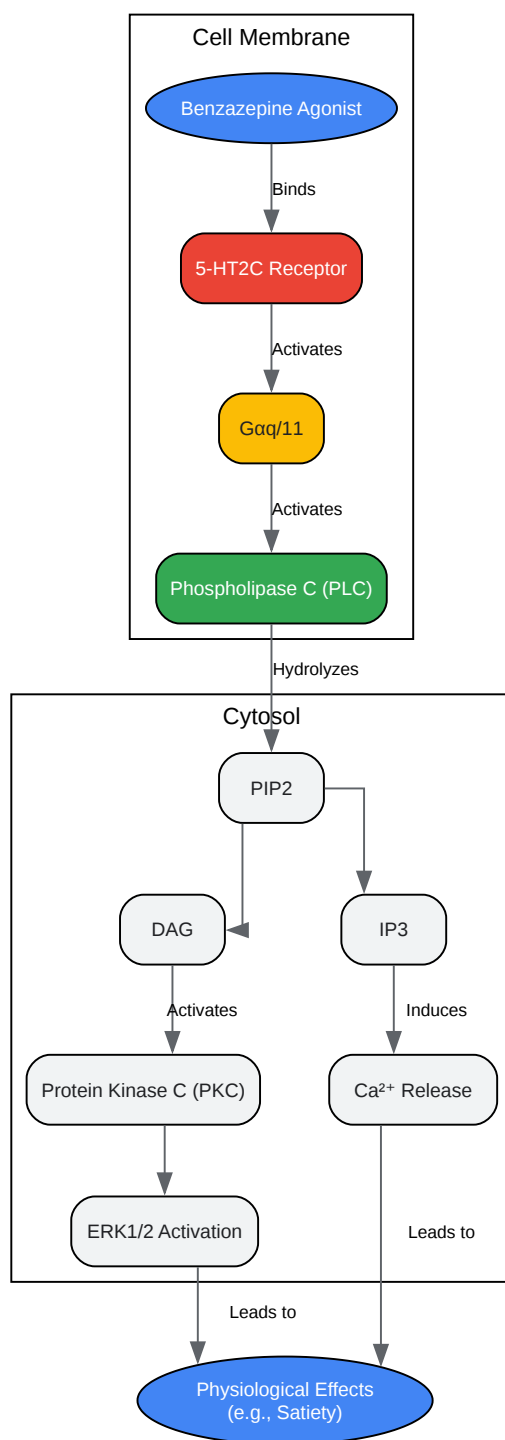 Cell Membrane
Benzazepine Agonist
Binds
5-HT2C Receptor
Activates
Gαq/11
Activates
Phospholipase C (PLC)
Hydrolyzes
Cytosol
PIP2
DAG
IP3
Activates
Induces
Protein Kinase C (PKC)
Ca²⁺ Release
ERK1/2 Activation
Leads to
Leads to
Physiological Effects
(e.g., Satiety)